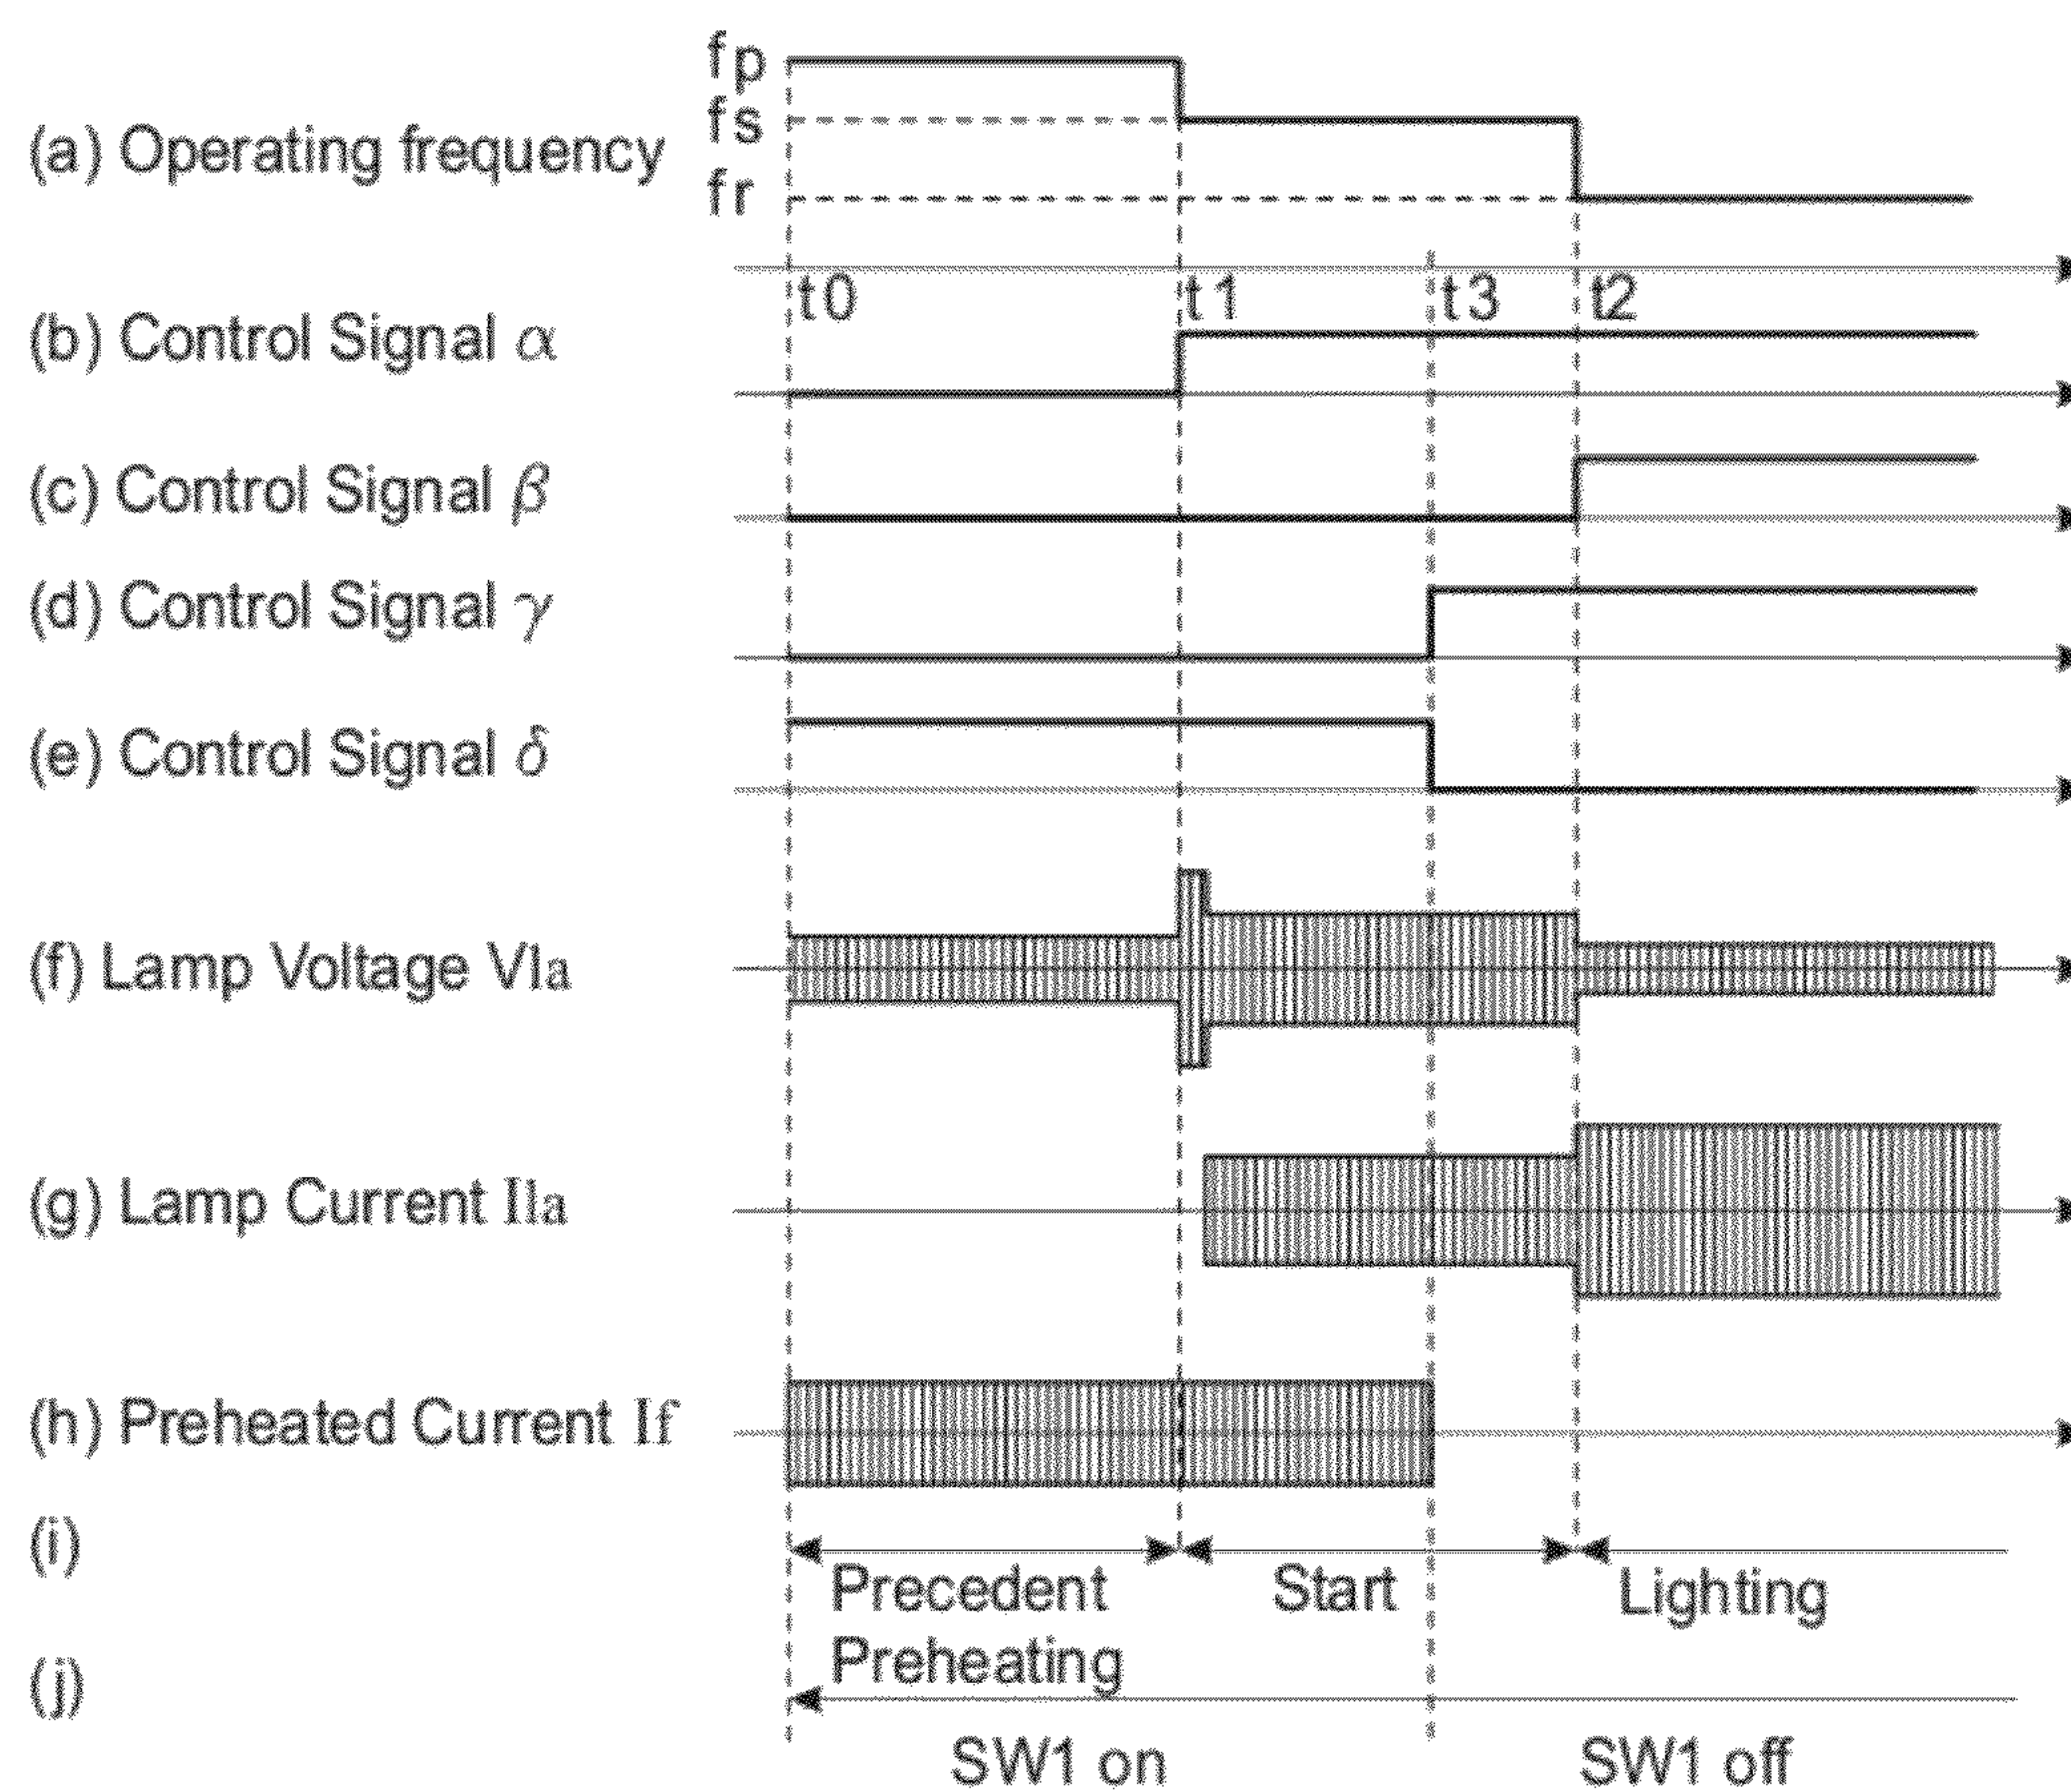 fp
fs
(a) Operating frequency
fr
t0 t1 t3 t2
(b) Control Signal α
(c) Control Signal β
(d) Control Signal γ
(e) Control Signal δ
(f) Lamp Voltage Vla
(g) Lamp Current Ila
(h) Preheated Current If
(i)
Precedent Start Lighting
Preheating
(j)
SW1 on SW1 off